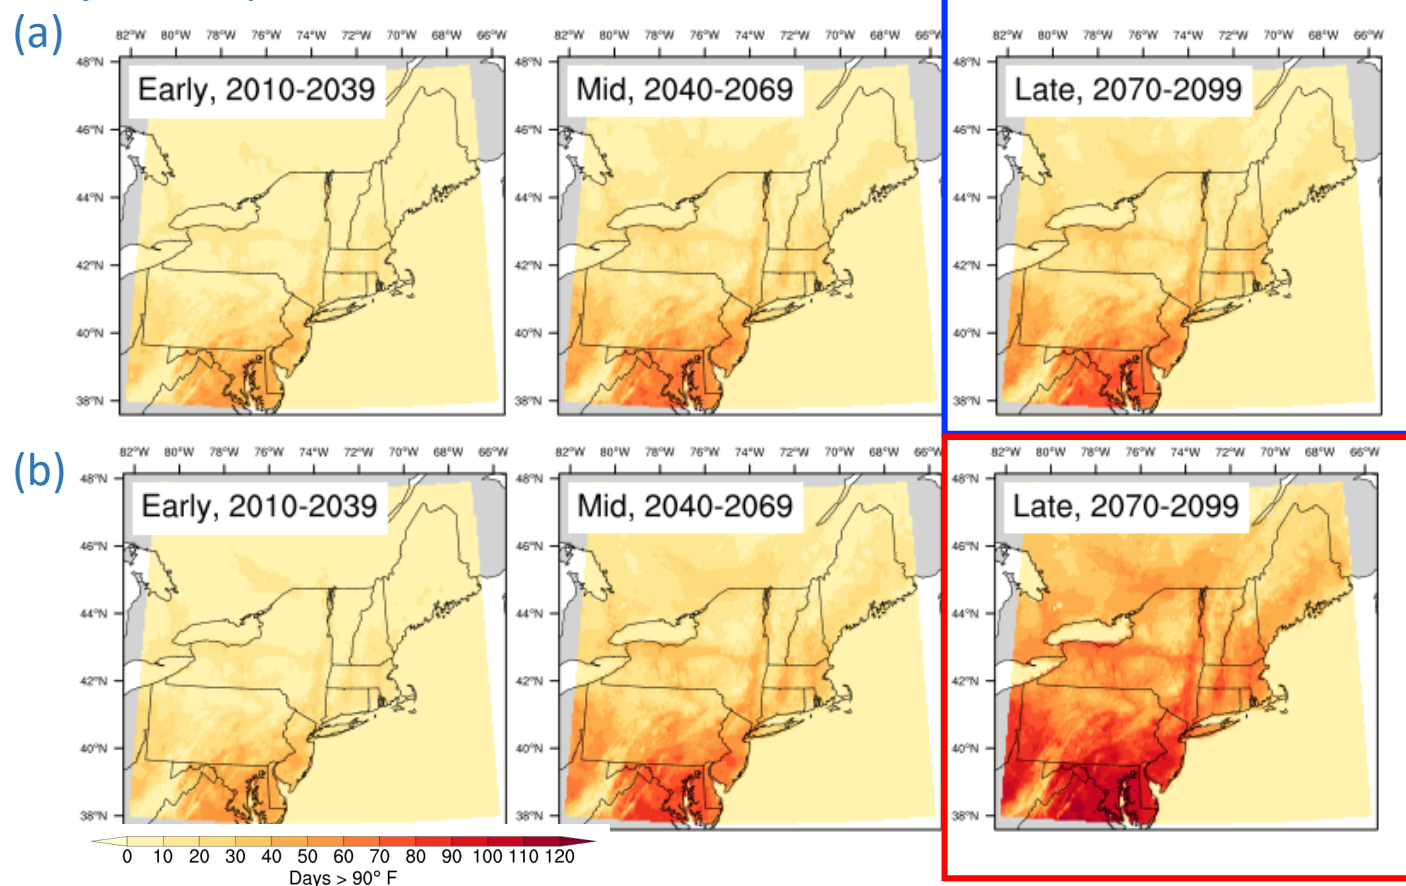 (a)
82°W 80°W 78°W 76°W 74°W 72°W 70°W 68°W 66°W
82°W 80°W 78°W 76°W 74°W 72°W 70°W 68°W 66°W
82°W 80°W 78°W 76°W 74°W 72°W 70°W 68°W 66°W
48°N
46°N
44°N
42°N
40°N
38°N
Early, 2010-2039
48°N
46°N
44°N
42°N
40°N
38°N
Mid, 2040-2069
48°N
46°N
44°N
42°N
40°N
38°N
Late, 2070-2099
(b)
82°W 80°W 78°W 76°W 74°W 72°W 70°W 68°W 66°W
82°W 80°W 78°W 76°W 74°W 72°W 70°W 68°W 66°W
82°W 80°W 78°W 76°W 74°W 72°W 70°W 68°W 66°W
48°N
46°N
44°N
42°N
40°N
38°N
Early, 2010-2039
48°N
46°N
44°N
42°N
40°N
38°N
Mid, 2040-2069
48°N
46°N
44°N
42°N
40°N
38°N
Late, 2070-2099
0 10 20 30 40 50 60 70 80 90 100 110 120
Days > 90° F